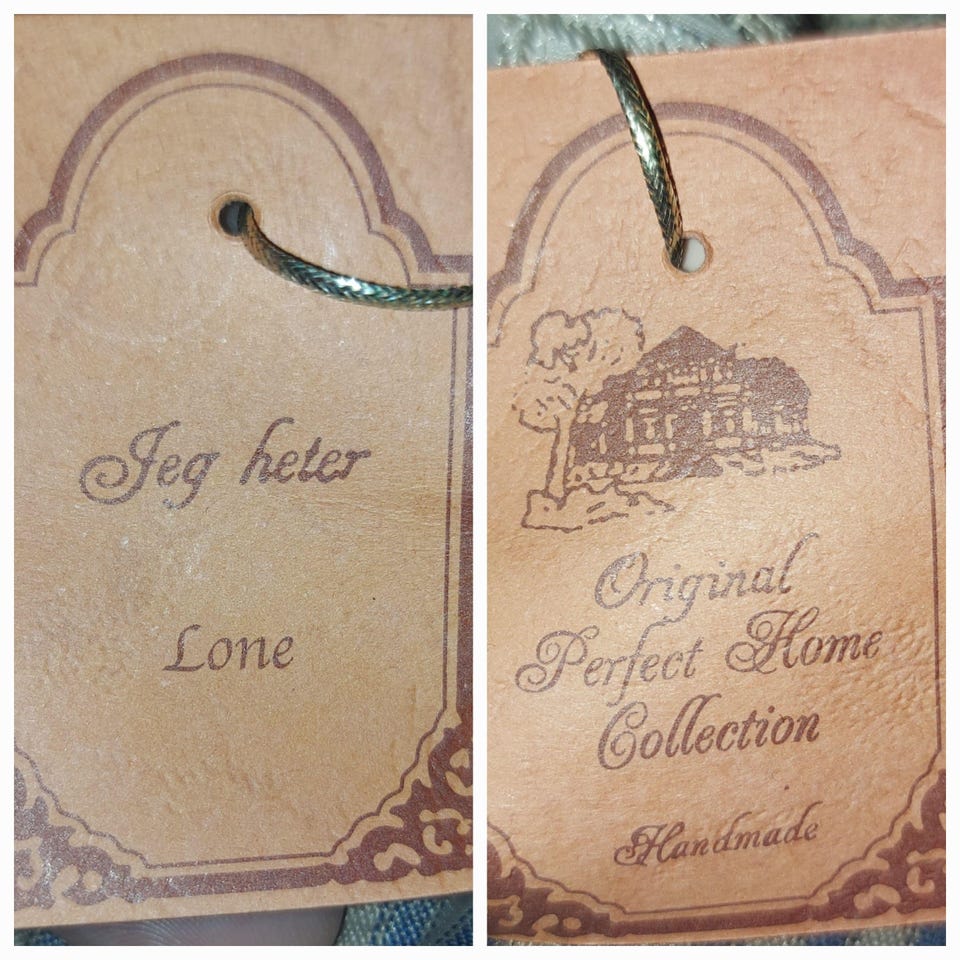 Jeg heter
Lone
Original
Perfect Home
Collection
Handmade